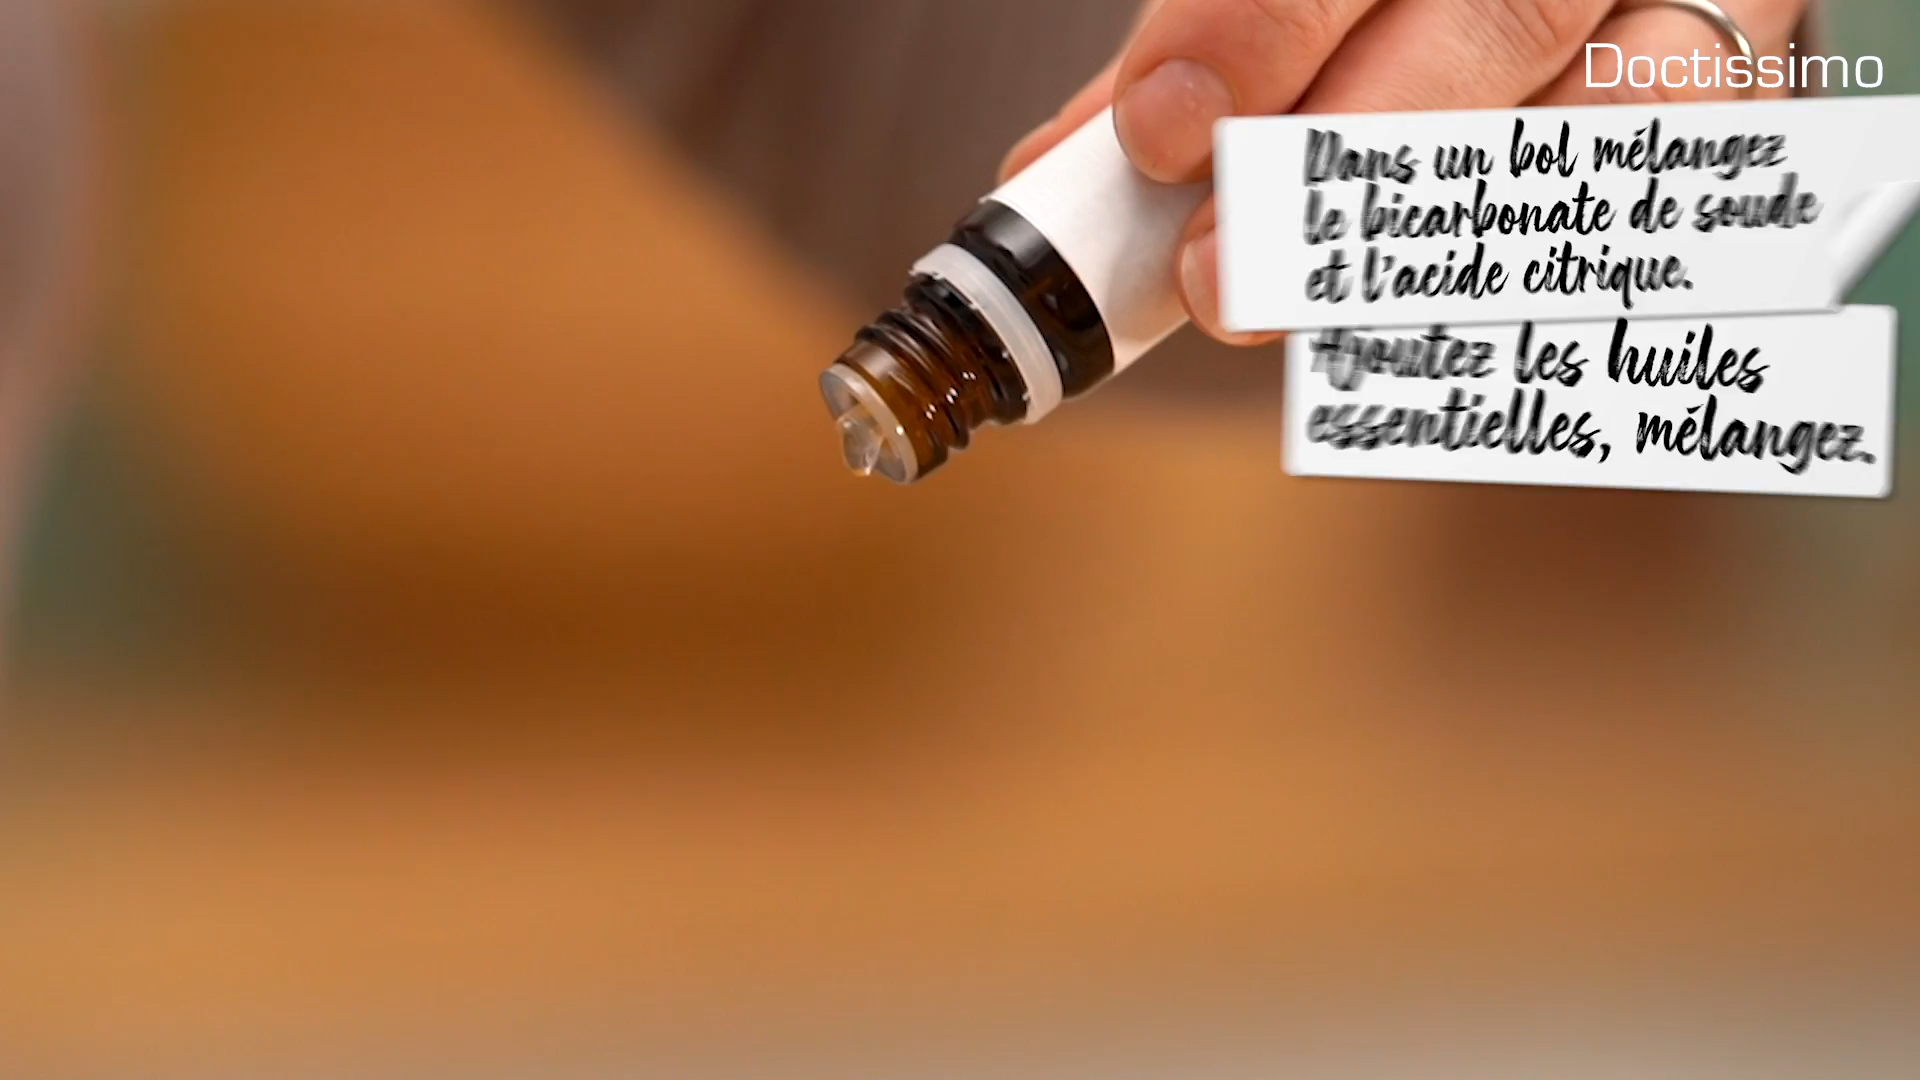 Doctissimo
Dans un bol mélangez
le bicarbonate de soude
et l'acide citrique.
Ajoutez les huiles
essentielles, mélangez.